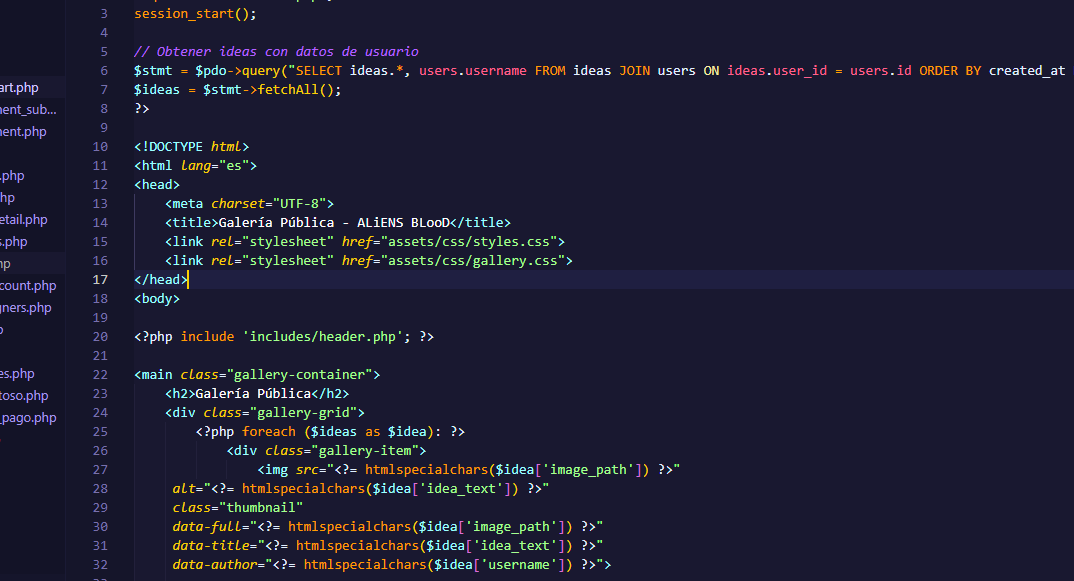 3 session_start();
4
5 // Obtener ideas con datos de usuario
6 $stmt = $pdo->query("SELECT ideas.*, users.username FROM ideas JOIN users ON ideas.user_id = users.id ORDER BY created_at
7 $ideas = $stmt->fetchAll();
8 ?>
9
10 <!DOCTYPE html>
11 <html lang="es">
12 <head>
13 <meta charset="UTF-8">
14 <title>Galería Pública - ALiENS BLooD</title>
15 <link rel="stylesheet" href="assets/css/styles.css">
16 <link rel="stylesheet" href="assets/css/gallery.css">
17 </head>
18 <body>
19
20 <?php include 'includes/header.php'; ?>
21
22 <main class="gallery-container">
23 <h2>Galería Pública</h2>
24 <div class="gallery-grid">
25 <?php foreach ($ideas as $idea): ?>
26 <div class="gallery-item">
27 <img src="<?= htmlspecialchars($idea['image_path']) ?>"
28 alt="<?= htmlspecialchars($idea['idea_text']) ?>"
29 class="thumbnail"
30 data-full="<?= htmlspecialchars($idea['image_path']) ?>"
31 data-title="<?= htmlspecialchars($idea['idea_text']) ?>"
32 data-author="<?= htmlspecialchars($idea['username']) ?>">
art.php
ment_sub...
ment.php
.php
hp
etail.php
s.php
hp
count.php
gners.php
es.php
toso.php
_pago.php